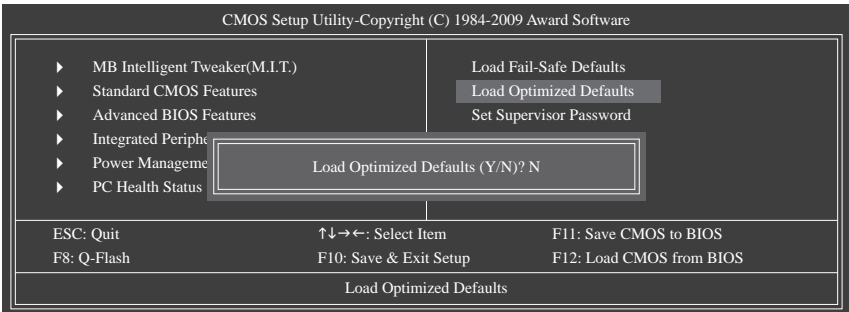 CMOS Setup Utility-Copyright (C) 1984-2009 Award Software
MB Intelligent Tweaker(M.I.T.)
Standard CMOS Features
Advanced BIOS Features
Integrated Periphe
Power Manageme
PC Health Status
Load Fail-Safe Defaults
Load Optimized Defaults
Set Supervisor Password
Load Optimized Defaults (Y/N)? N
ESC: Quit ↑↓→←: Select Item F11: Save CMOS to BIOS
F8: Q-Flash F10: Save & Exit Setup F12: Load CMOS from BIOS
Load Optimized Defaults